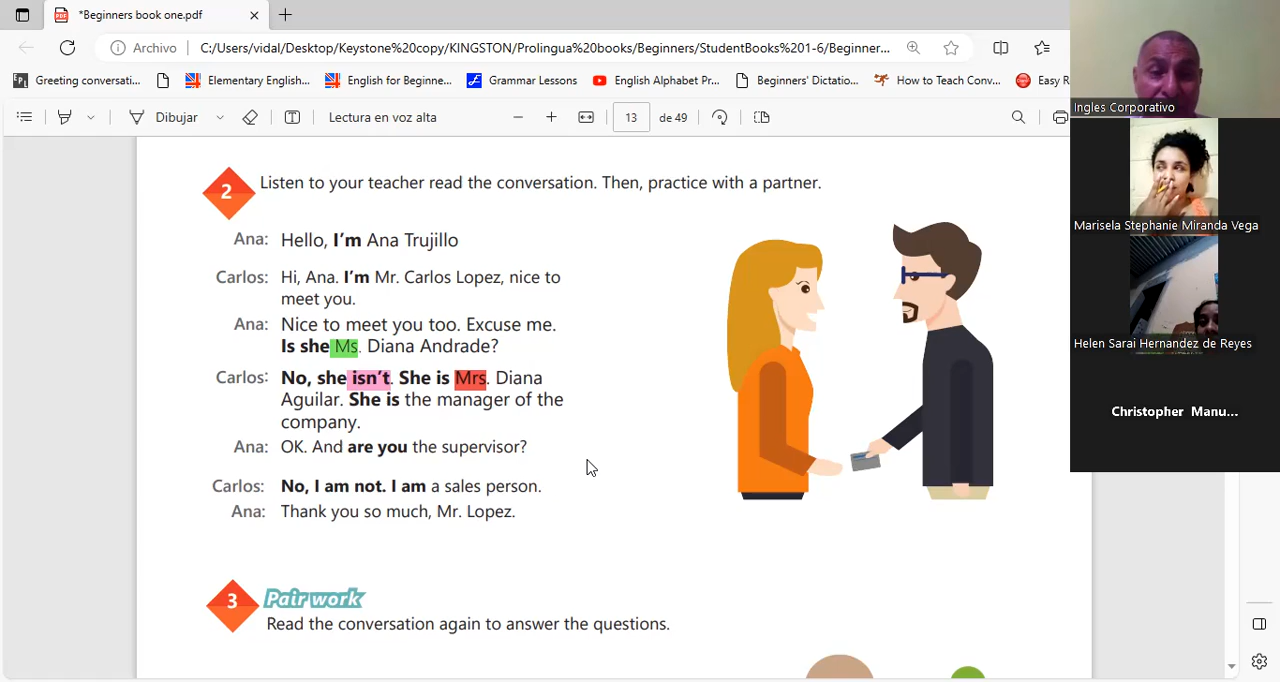 *Beginners book one.pdf
Archivo
C:/Users/vidal/Desktop/Keystone%20copy/KINGSTON/Prolingua%20books/Beginners/StudentBooks%201-6/Beginner...
Greeting conversati...
Elementary English...
English for Beginne...
Grammar Lessons
English Alphabet Pr...
Beginners' Dictatio...
How to Teach Conv...
Easy R
Dibujar
Lectura en voz alta
13 de 49
Ingles Corporativo
Marisela Stephanie Miranda Vega
Helen Sarai Hernandez de Reyes
Christopher Manu...
2 Listen to your teacher read the conversation. Then, practice with a partner.
Ana: Hello, I'm Ana Trujillo
Carlos: Hi, Ana. I'm Mr. Carlos Lopez, nice to
meet you.
Ana: Nice to meet you too. Excuse me.
Is she Ms. Diana Andrade?
Carlos: No, she isn't. She is Mrs. Diana
Aguilar. She is the manager of the
company.
Ana: OK. And are you the supervisor?
Carlos: No, I am not. I am a sales person.
Ana: Thank you so much, Mr. Lopez.
3 Pair work
Read the conversation again to answer the questions.